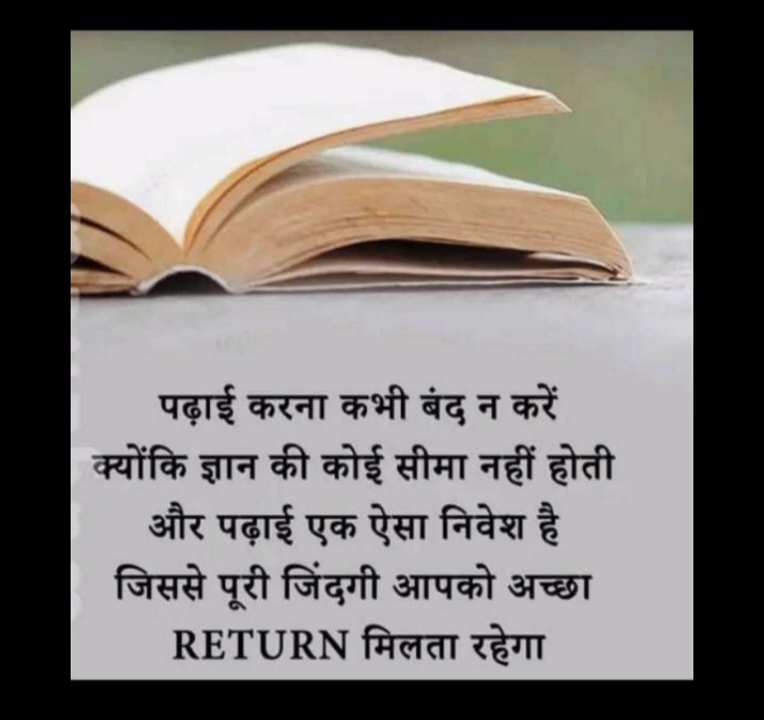 पढ़ाई करना कभी बंद न करें
क्योंकि ज्ञान की कोई सीमा नहीं होती
और पढ़ाई एक ऐसा निवेश है
जिससे पूरी जिंदगी आपको अच्छा
RETURN मिलता रहेगा